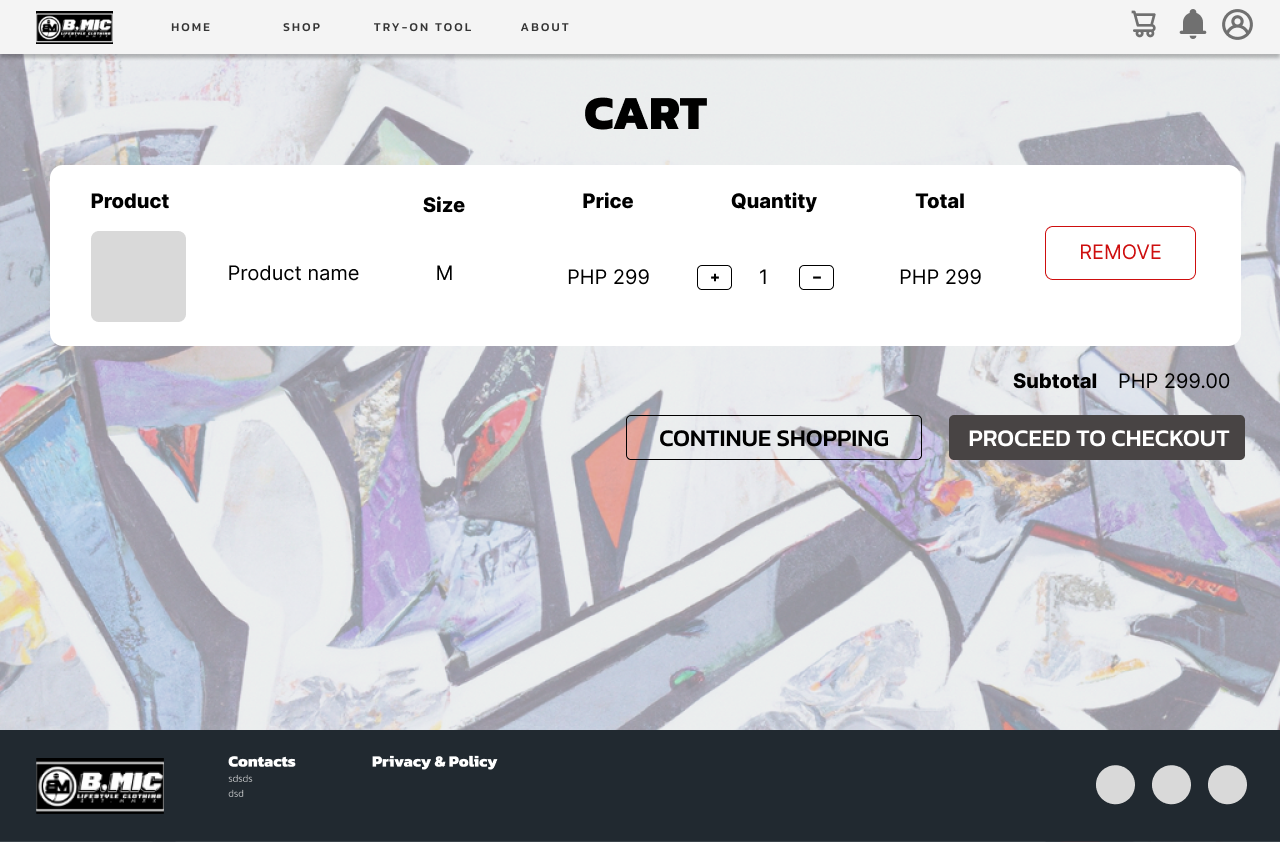 B.MIC
LIFESTYLE CLOTHING
HOME SHOP TRY-ON TOOL ABOUT
CART
Product Size Price Quantity Total
Product name M PHP 299 + 1 - PHP 299 REMOVE
Subtotal PHP 299.00
CONTINUE SHOPPING PROCEED TO CHECKOUT
B.MIC
LIFESTYLE CLOTHING
Contacts Privacy & Policy
sdsds
dsd